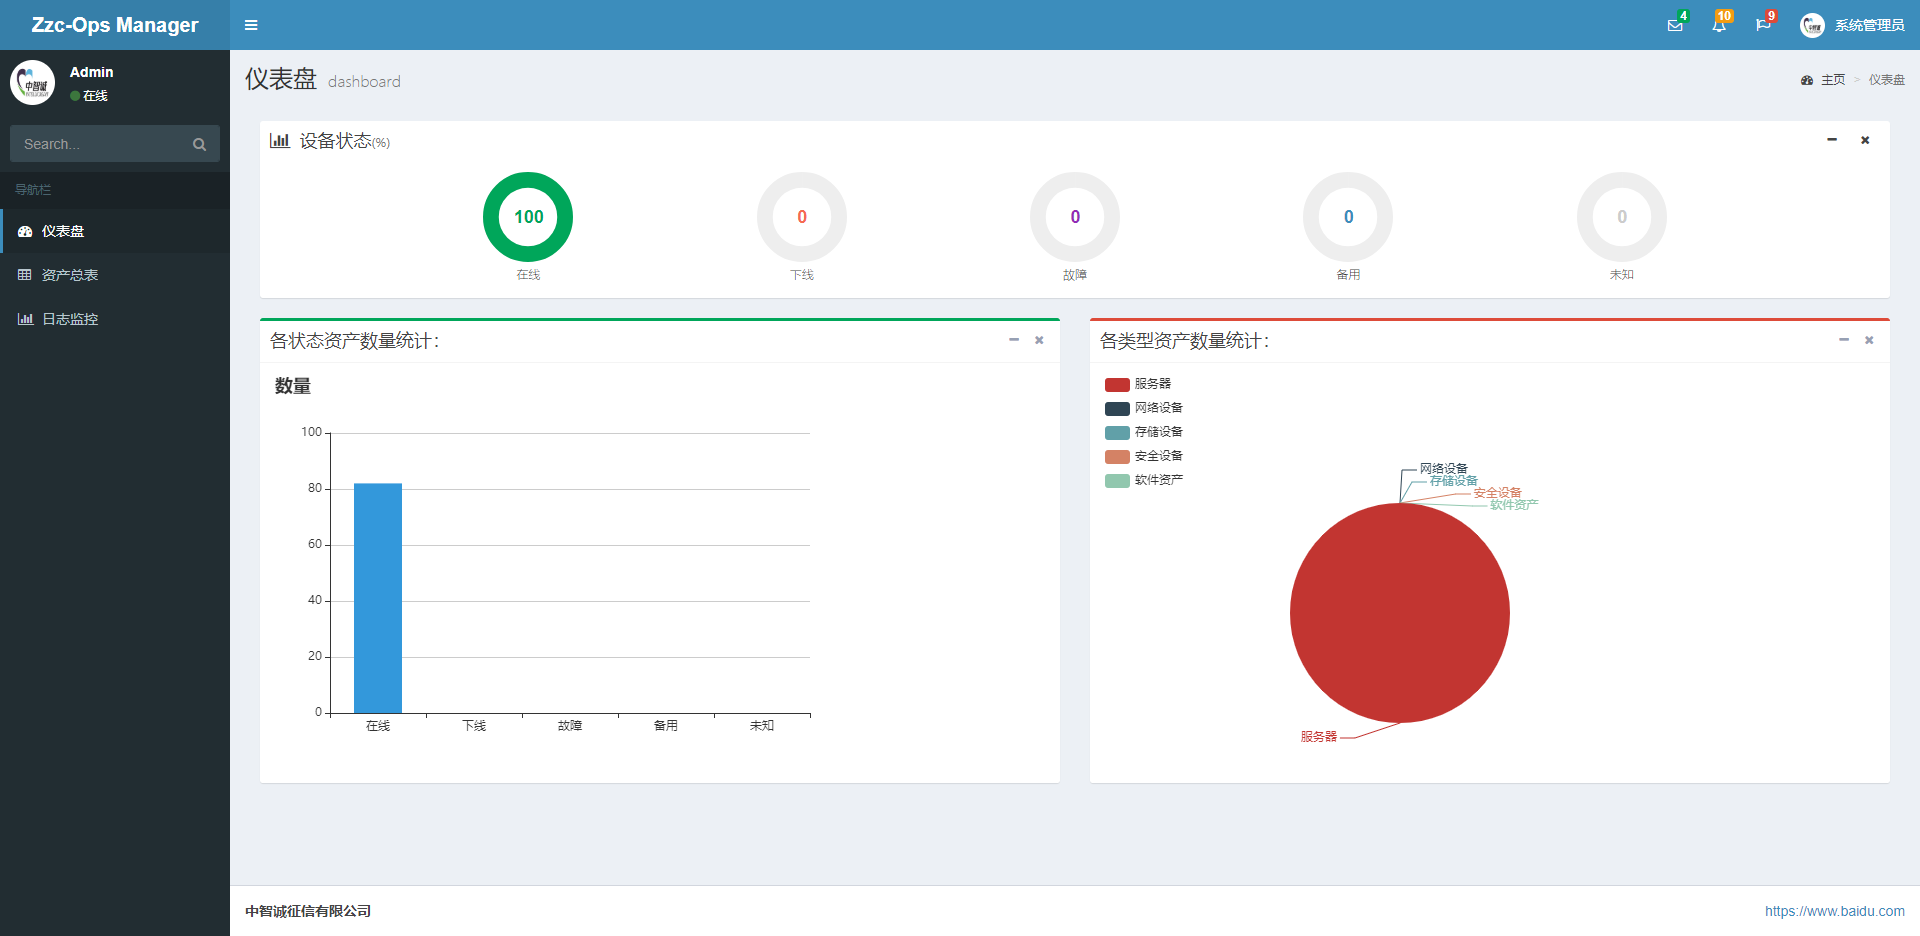 Zzc-Ops Manager
4
10
9
系统管理员
中智诚
Admin
在线
Search...
导航栏
仪表盘
资产总表
日志监控
仪表盘 dashboard
主页 > 仪表盘
设备状态(%)
100
0
0
0
0
在线
下线
故障
备用
未知
各状态资产数量统计:
数量
100
80
60
40
20
0
在线
下线
故障
备用
未知
各类型资产数量统计:
服务器
网络设备
存储设备
安全设备
软件资产
网络设备
存储设备
安全设备
软件资产
服务器
中智诚征信有限公司
https://www.baidu.com